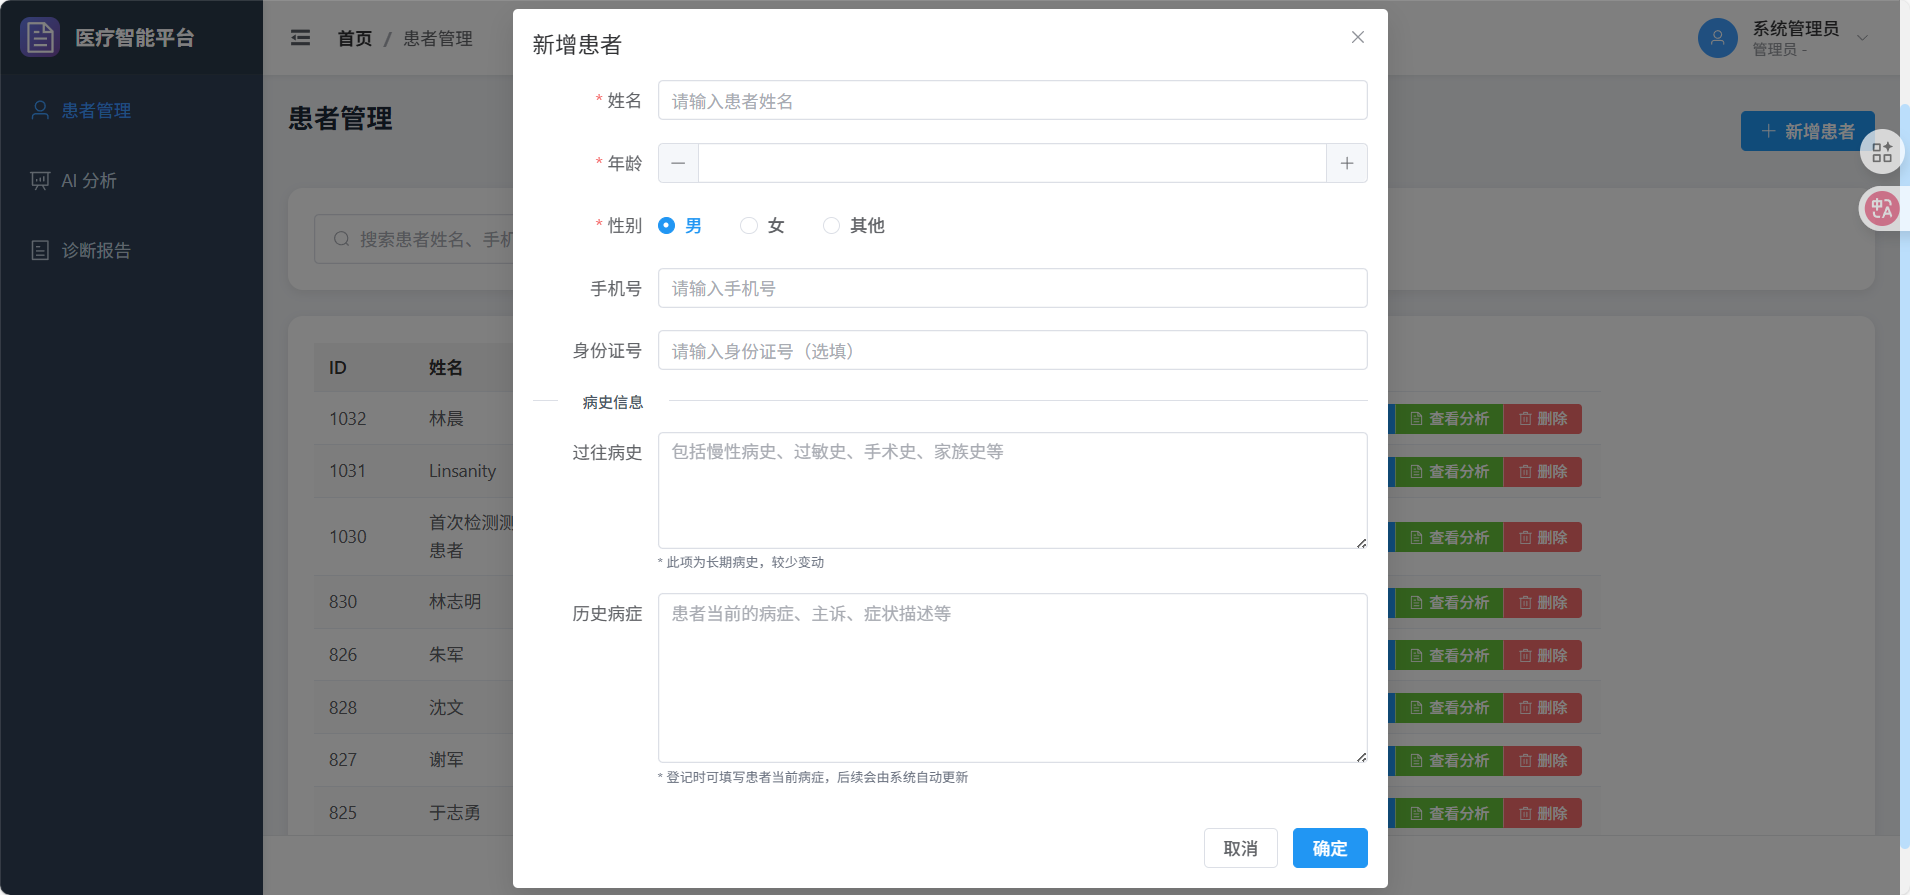 医疗智能平台
首页 / 患者管理
系统管理员
管理员 -
患者管理
AI 分析
诊断报告
患者管理
新增患者
搜索患者姓名、手机
ID 姓名
1032 林晨 查看分析 删除
1031 Linsanity 查看分析 删除
1030 首次检测测
患者 查看分析 删除
830 林志明 查看分析 删除
826 朱军 查看分析 删除
828 沈文 查看分析 删除
827 谢军 查看分析 删除
825 于志勇 查看分析 删除
新增患者
* 姓名 请输入患者姓名
* 年龄
* 性别 男 女 其他
手机号 请输入手机号
身份证号 请输入身份证号（选填）
病史信息
过往病史 包括慢性病史、过敏史、手术史、家族史等
* 此项为长期病史，较少变动
历史病症 患者当前的病症、主诉、症状描述等
* 登记时可填写患者当前病症，后续会由系统自动更新
取消 确定
中A